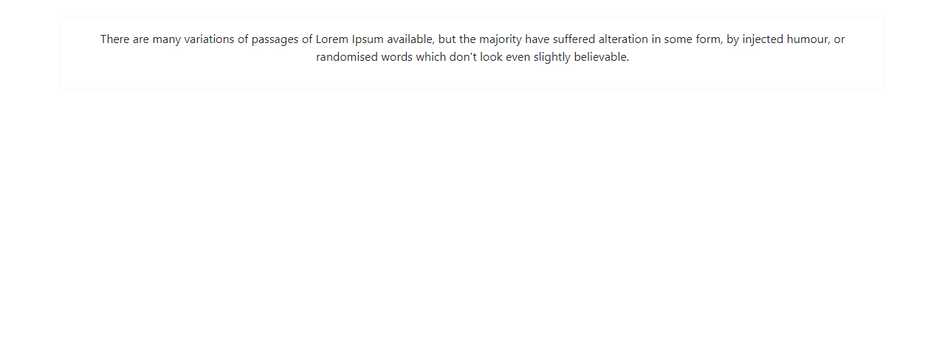 There are many variations of passages of Lorem Ipsum available, but the majority have suffered alteration in some form, by injected humour, or
randomised words which don't look even slightly believable.